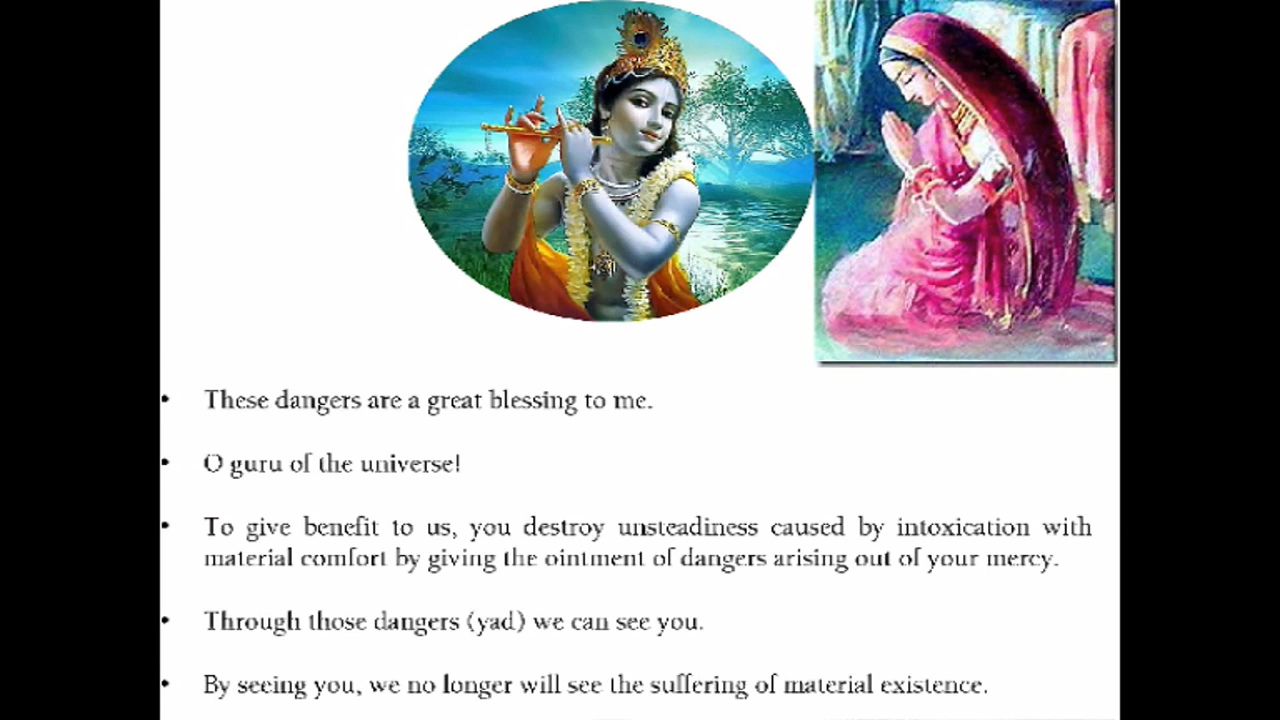 • These dangers are a great blessing to me.
• O guru of the universe!
• To give benefit to us, you destroy unsteadiness caused by intoxication with
material comfort by giving the ointment of dangers arising out of your mercy.
• Through those dangers (yad) we can see you.
• By seeing you, we no longer will see the suffering of material existence.